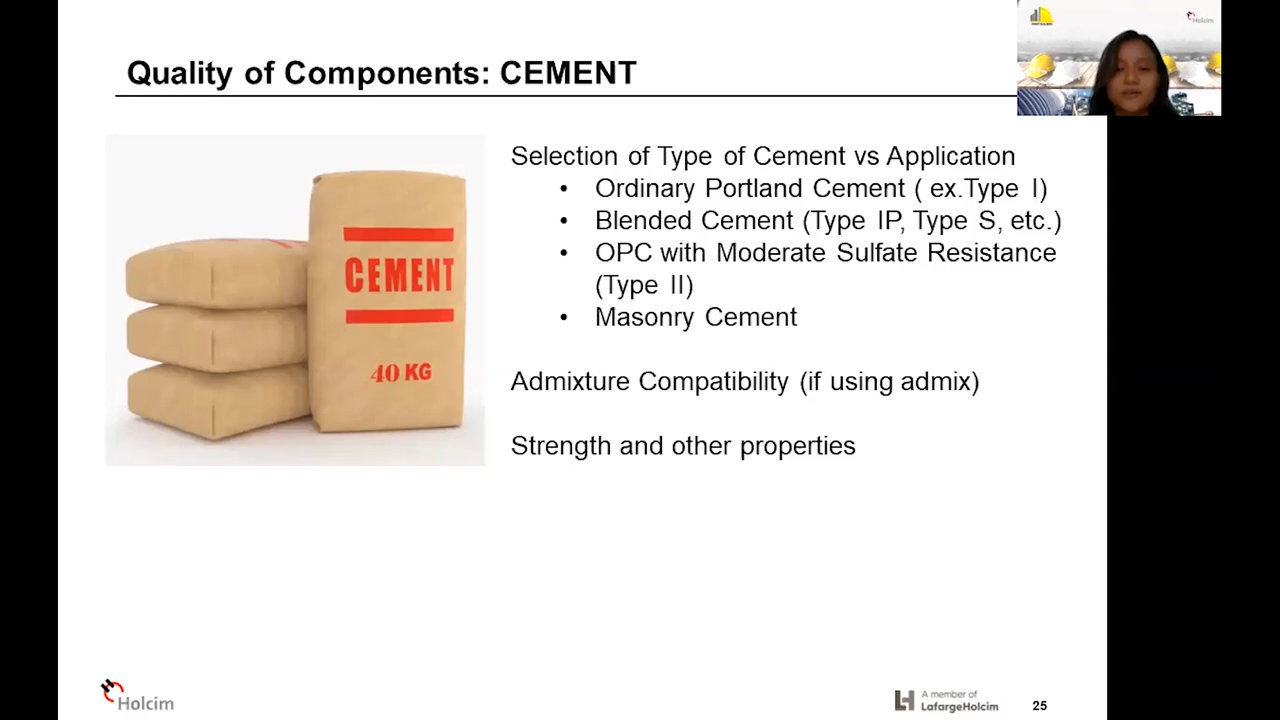 Quality of Components: CEMENT
Holcim
CEMENT
40 KG
Selection of Type of Cement vs Application
• Ordinary Portland Cement ( ex.Type I)
• Blended Cement (Type IP, Type S, etc.)
• OPC with Moderate Sulfate Resistance
(Type II)
• Masonry Cement
Admixture Compatibility (if using admix)
Strength and other properties
Holcim
A member of
LafargeHolcim
25